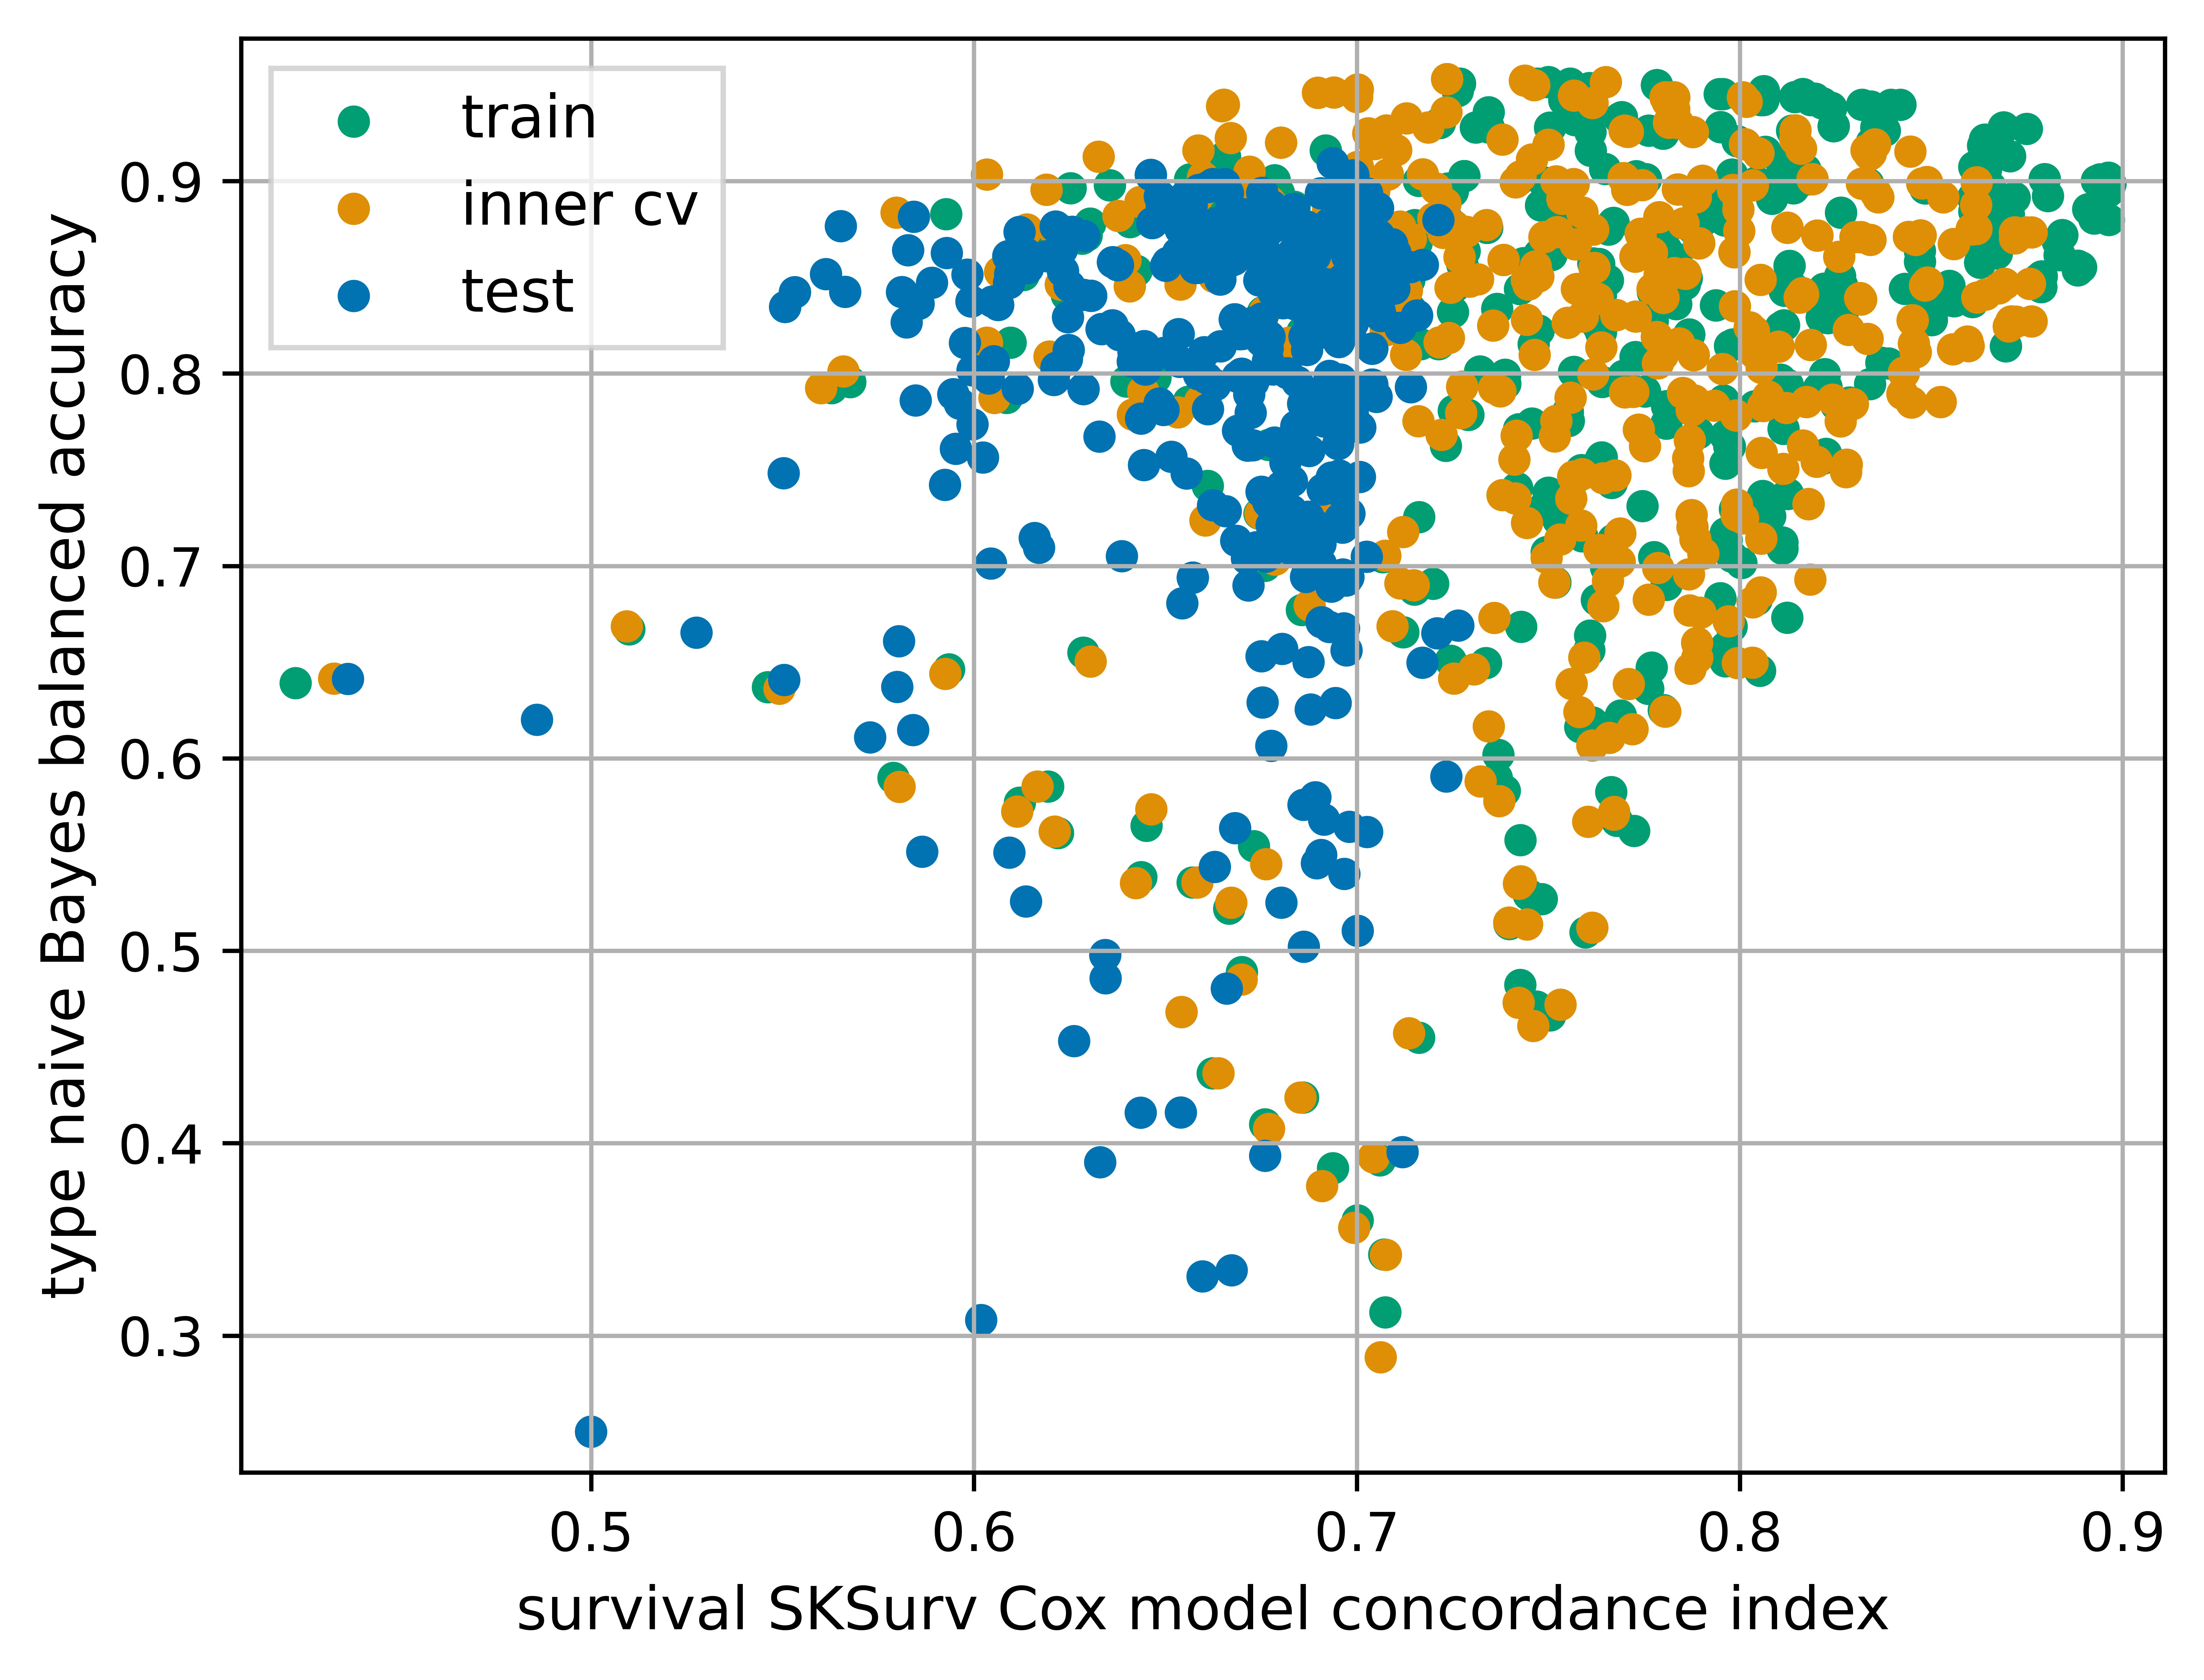 train
inner cv
test
0.9
0.8
0.7
0.6
0.5
0.4
0.3
type naive Bayes balanced accuracy
0.5
0.6
0.7
0.8
0.9
survival SKSurv Cox model concordance index